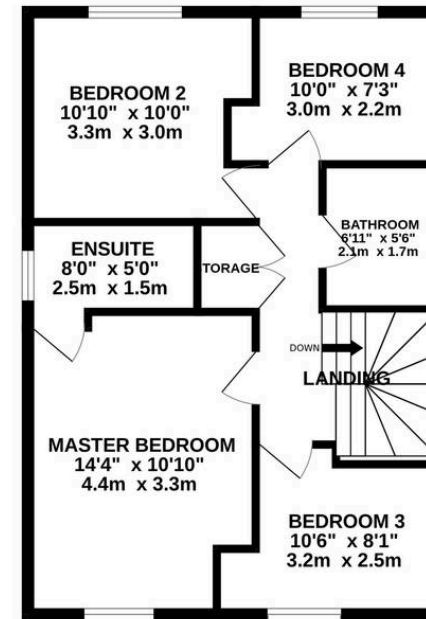 BEDROOM 2
10'10" x 10'0"
3.3m x 3.0m
BEDROOM 4
10'0" x 7'3"
3.0m x 2.2m
BATHROOM
6'11" x 5'6"
2.1m x 1.7m
ENSUITE
8'0" x 5'0"
2.5m x 1.5m
TORAGE
DOWN
LANDING
MASTER BEDROOM
14'4" x 10'10"
4.4m x 3.3m
BEDROOM 3
10'6" x 8'1"
3.2m x 2.5m